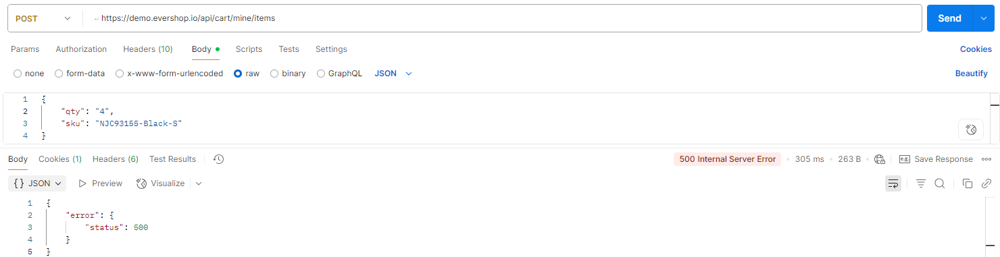 POST ← https://demo.evershop.io/api/cart/mine/items Send
Params Authorization Headers (10) Body Scripts Tests Settings Cookies
none form-data x-www-form-urlencoded raw binary GraphQL JSON Beautify
1 {
2 "qty": "4",
3 "sku": "NJC93155-Black-S"
4 }
Body Cookies (1) Headers (6) Test Results 500 Internal Server Error • 305 ms • 263 B • e.g. Save Response
{} JSON Preview Visualize
1 {
2 "error": {
3 "status": 500
4 }
5 }